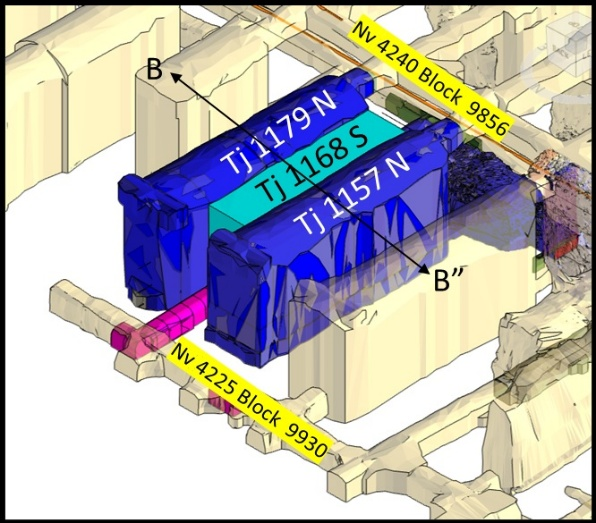 Nv 4240 Block 9856
B
Tj 1179 N
Tj 1168 S
Tj 1157 N
B”
Nv 4225 Block 9930